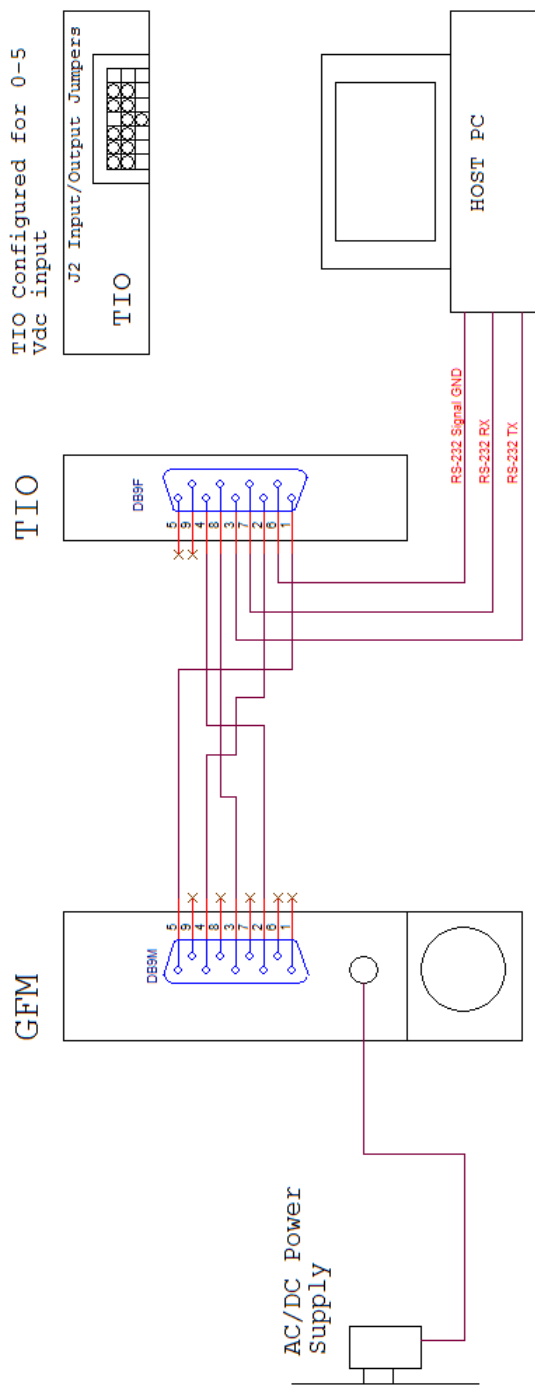 TIO Configured for 0-5
Vdc input
J2 Input/Output Jumpers
TIO
HOST PC
TIO
DB9F
5
9
4
8
3
7
2
6
1
RS-232 Signal GND
RS-232 RX
RS-232 TX
GFM
DB9M
5
9
4
8
3
7
2
6
1
AC/DC Power
Supply